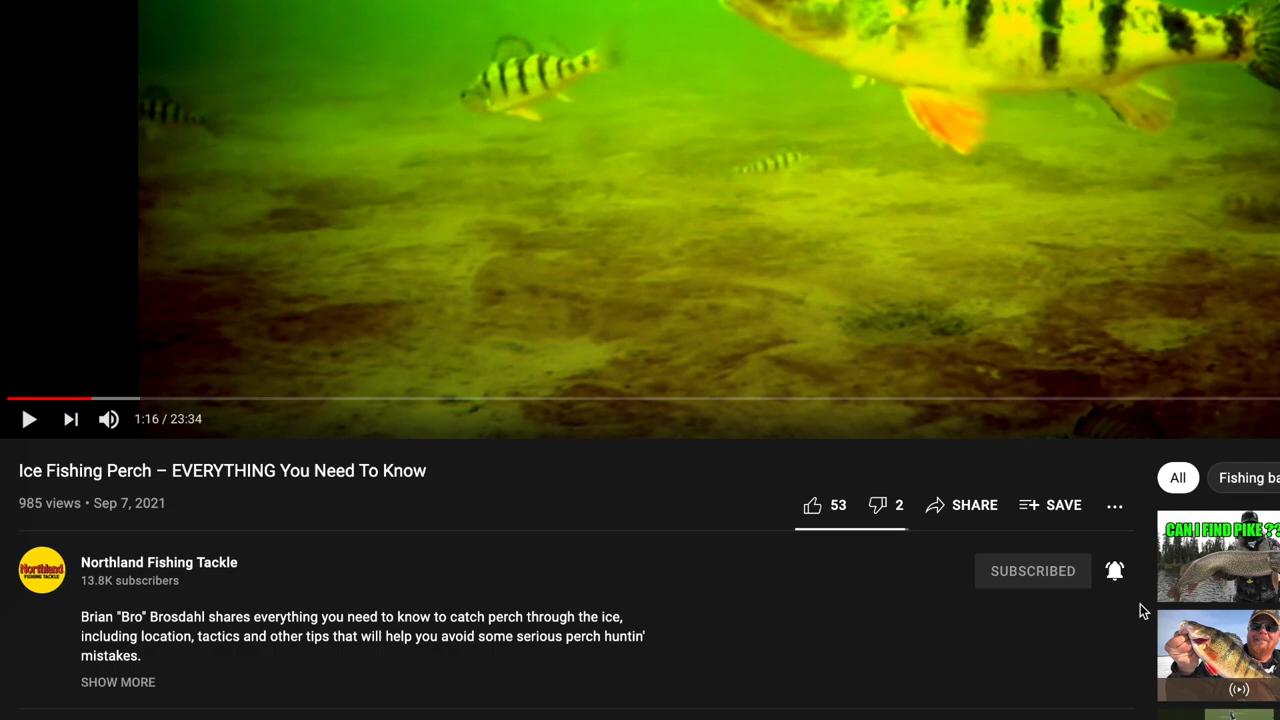 1:16 / 23:34
Ice Fishing Perch – EVERYTHING You Need To Know
985 views • Sep 7, 2021
53
2
SHARE
SAVE
Northland Fishing Tackle
13.8K subscribers
SUBSCRIBED
Northland
FISHING TACKLE
Brian "Bro" Brosdahl shares everything you need to know to catch perch through the ice,
including location, tactics and other tips that will help you avoid some serious perch huntin'
mistakes.
SHOW MORE
All
Fishing ba
CAN I FIND PIKE ??